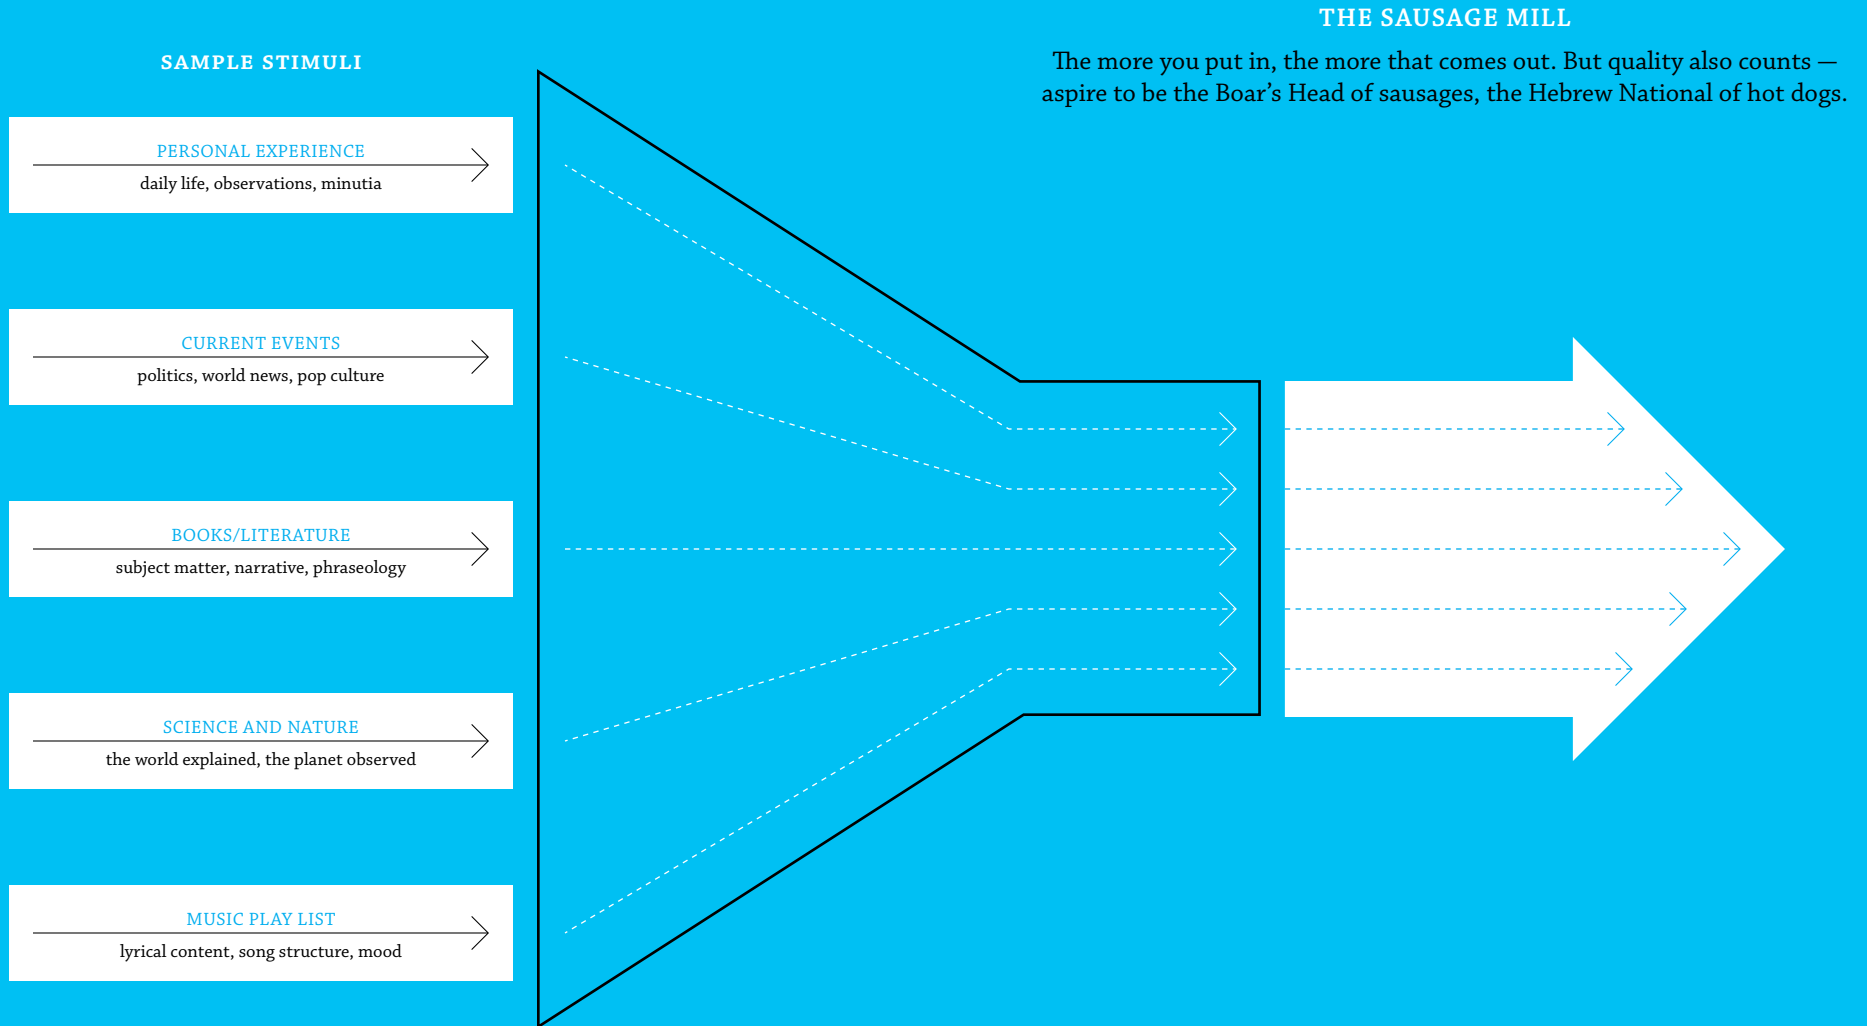 THE SAUSAGE MILL
The more you put in, the more that comes out. But quality also counts —
aspire to be the Boar’s Head of sausages, the Hebrew National of hot dogs.
SAMPLE STIMULI
PERSONAL EXPERIENCE
daily life, observations, minutia
CURRENT EVENTS
politics, world news, pop culture
BOOKS/LITERATURE
subject matter, narrative, phraseology
SCIENCE AND NATURE
the world explained, the planet observed
MUSIC PLAY LIST
lyrical content, song structure, mood